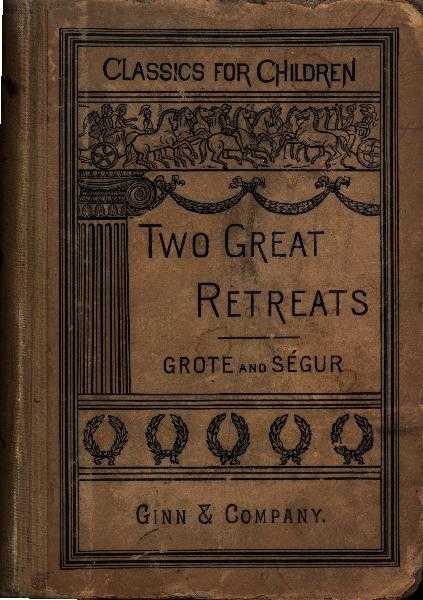 CLASSICS FOR CHILDREN
TWO GREAT
RETREATS
GROTE AND SÉGUR
GINN & COMPANY.